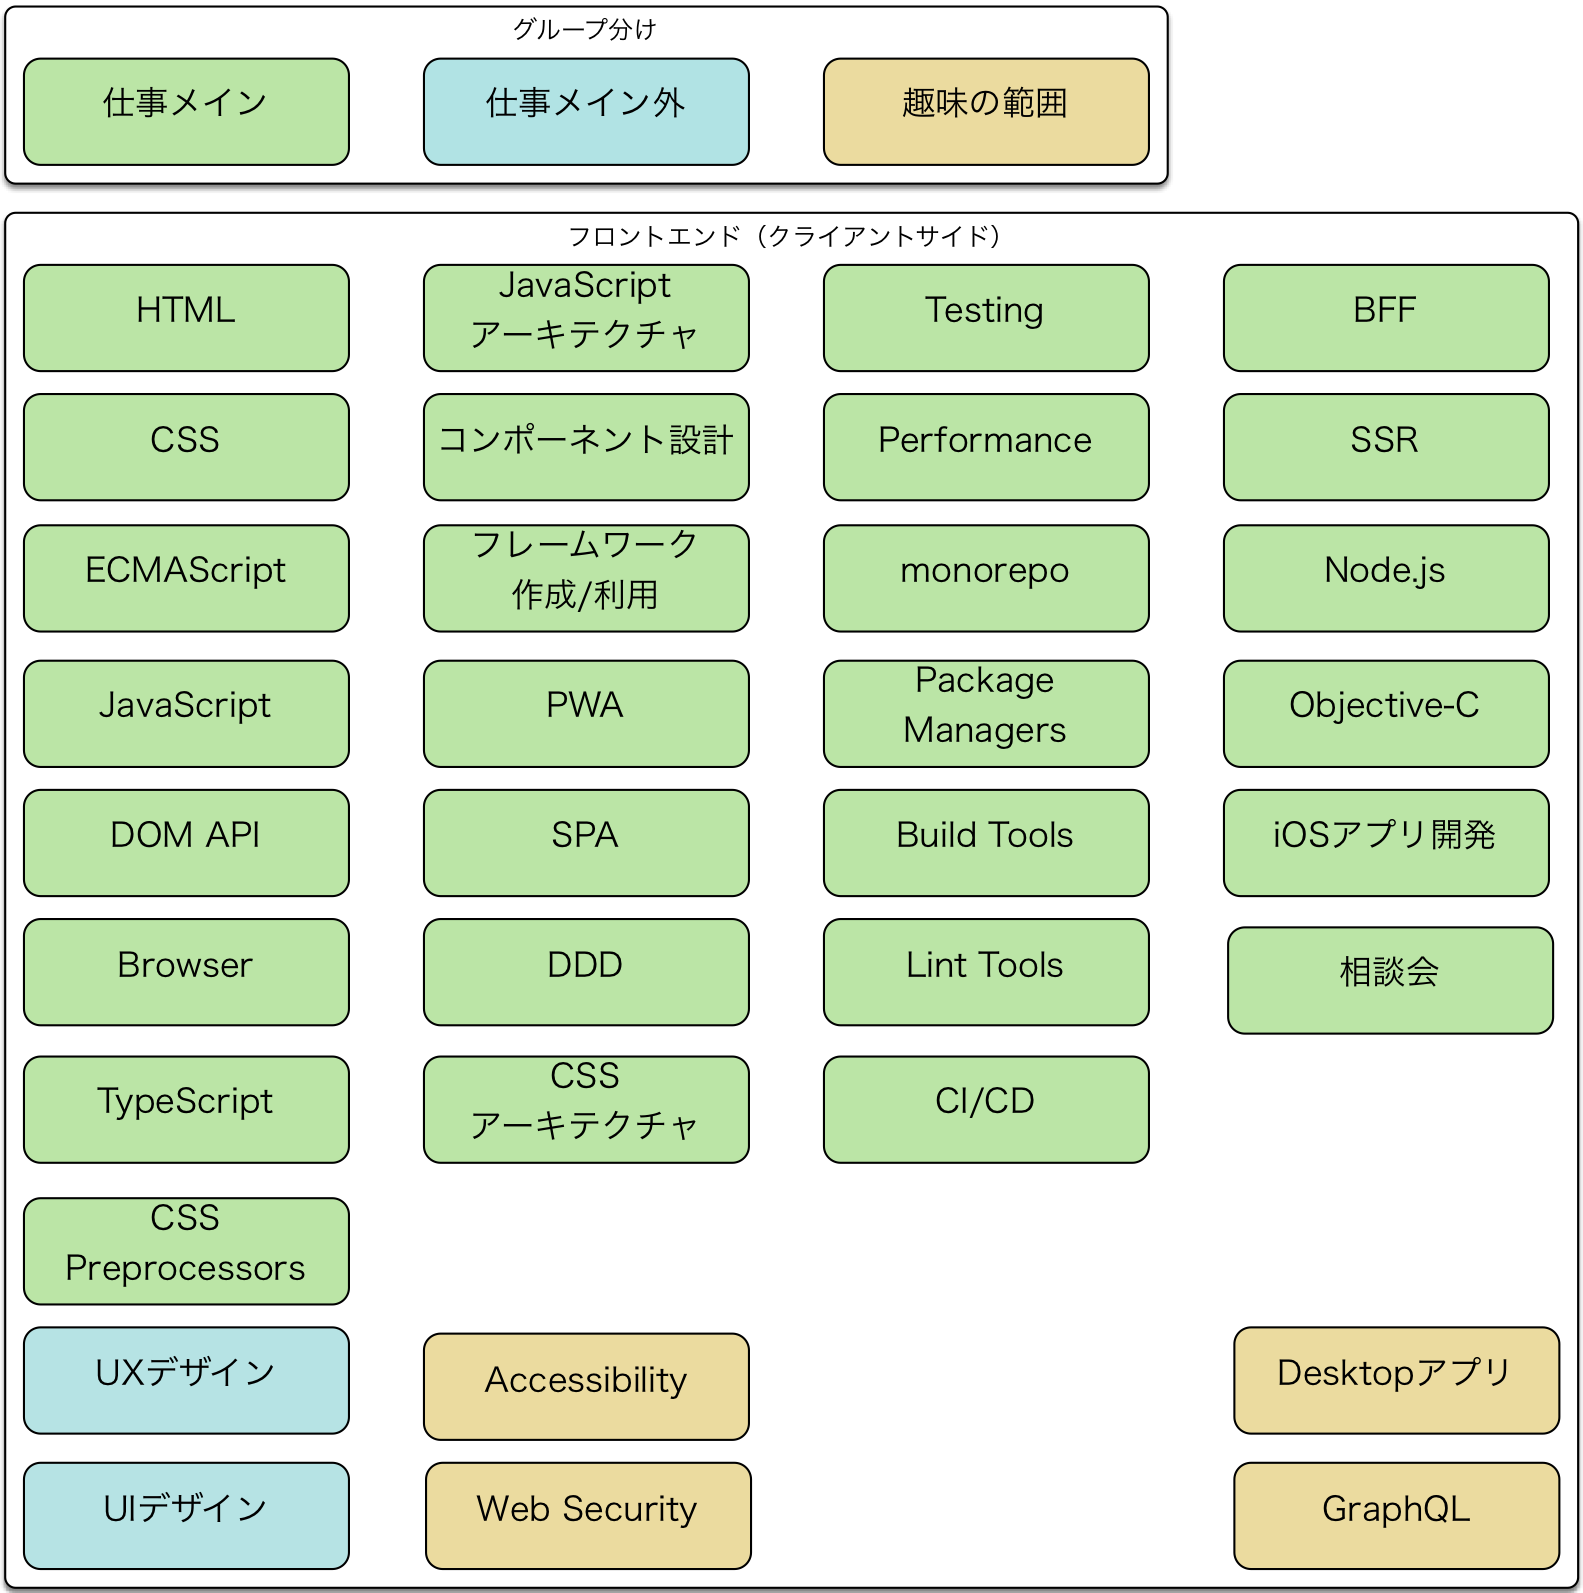 グループ分け
仕事メイン
仕事メイン外
趣味の範囲
フロントエンド（クライアントサイド）
HTML
JavaScript
アーキテクチャ
Testing
BFF
CSS
コンポーネント設計
Performance
SSR
ECMAScript
フレームワーク
作成/利用
monorepo
Node.js
JavaScript
PWA
Package
Managers
Objective-C
DOM API
SPA
Build Tools
iOSアプリ開発
Browser
DDD
Lint Tools
相談会
TypeScript
CSS
アーキテクチャ
CI/CD
CSS
Preprocessors
UXデザイン
Accessibility
Desktopアプリ
UIデザイン
Web Security
GraphQL